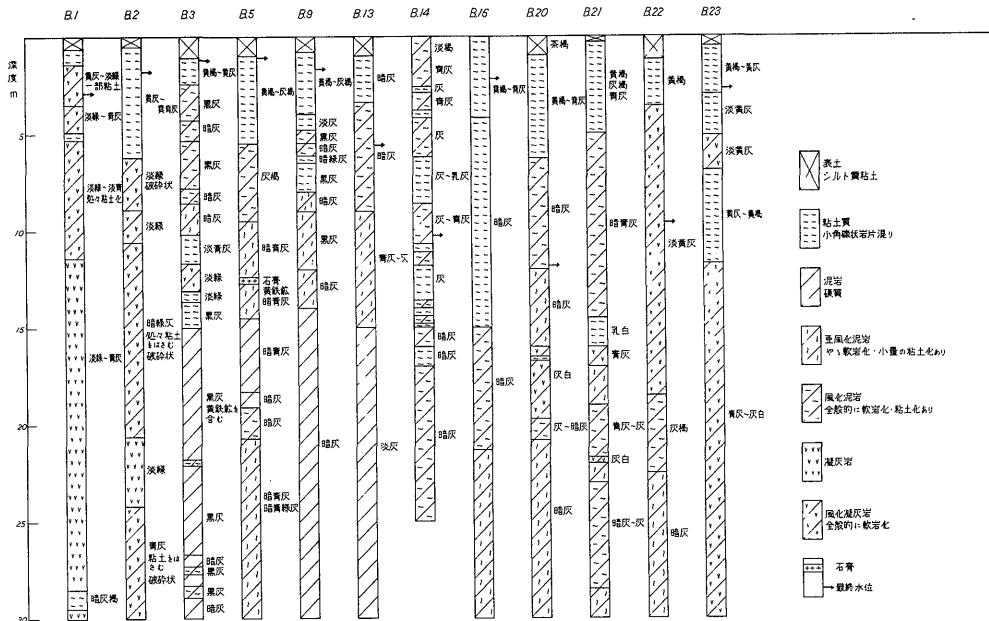 B.1 B.2 B.3 B.5 B.9 B.13 B.14 B.16 B.20 B.21 B.22 B.23
深度 m
5
10
15
20
25
30
黄灰~淡緑
一部粘土
淡緑~青灰
淡緑~淡青
処々粘土化
淡緑~青灰
暗灰褐
黄灰~
黄青灰
淡緑
破砕状
淡緑
暗緑灰
処々粘土
をはさむ
破砕状
淡緑
青灰
粘土をは
さむ
破砕状
黄褐~黄灰
黒灰
暗灰
黒灰
暗灰
暗灰
淡青灰
淡緑
淡緑
黒灰
黒灰
黄鉄鉱を
含む
黒灰
暗灰
黒灰
黒灰
暗灰
黄褐~灰褐
灰褐
暗青灰
石膏
黄鉄鉱
暗青灰
暗青灰
暗灰
暗灰
暗青灰
暗青緑灰
黄褐~灰褐
淡灰
黒灰
暗灰
暗緑灰
黒灰
黒灰
暗灰
暗灰
暗灰
暗灰
青灰~灰
淡灰
淡褐
青灰
灰
青灰
灰
灰~乳灰
灰~青灰
灰
暗灰
暗灰
暗灰
黄褐~青灰
暗灰
暗灰
茶褐
黄褐~青灰
暗灰
暗灰
灰白
灰~暗灰
暗灰
黄褐
灰褐
青灰
暗青灰
乳白
青灰
青灰~灰
灰白
暗灰~灰
黄褐
淡黄灰
灰褐
暗灰
黄褐~黄灰
淡黄灰
淡黄灰
黄灰~黄褐
青灰~灰白
表土
シルト質粘土
粘土質
小角礫状岩片混り
泥岩
硬質
亜風化泥岩
やゝ軟岩化・小量の粘土化あり
風化泥岩
全般的に軟岩化・粘土化あり
凝灰岩
風化凝灰岩
全般的に軟岩化
石膏
最終水位